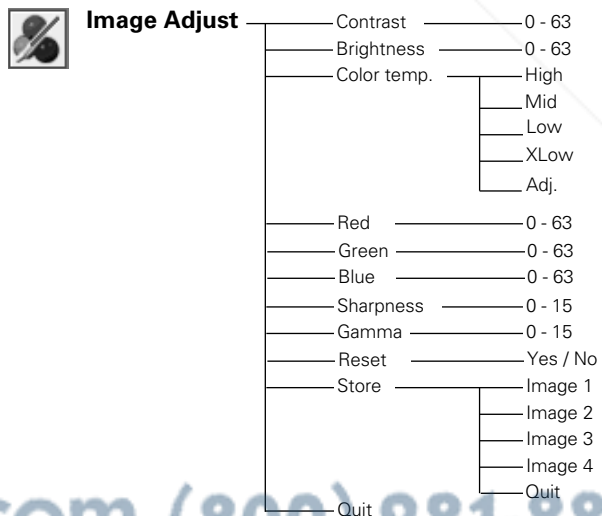 Image Adjust
Contrast 0 - 63
Brightness 0 - 63
Color temp. High
Mid
Low
XLow
Adj.
Red 0 - 63
Green 0 - 63
Blue 0 - 63
Sharpness 0 - 15
Gamma 0 - 15
Reset Yes / No
Store Image 1
Image 2
Image 3
Image 4
Quit
Quit